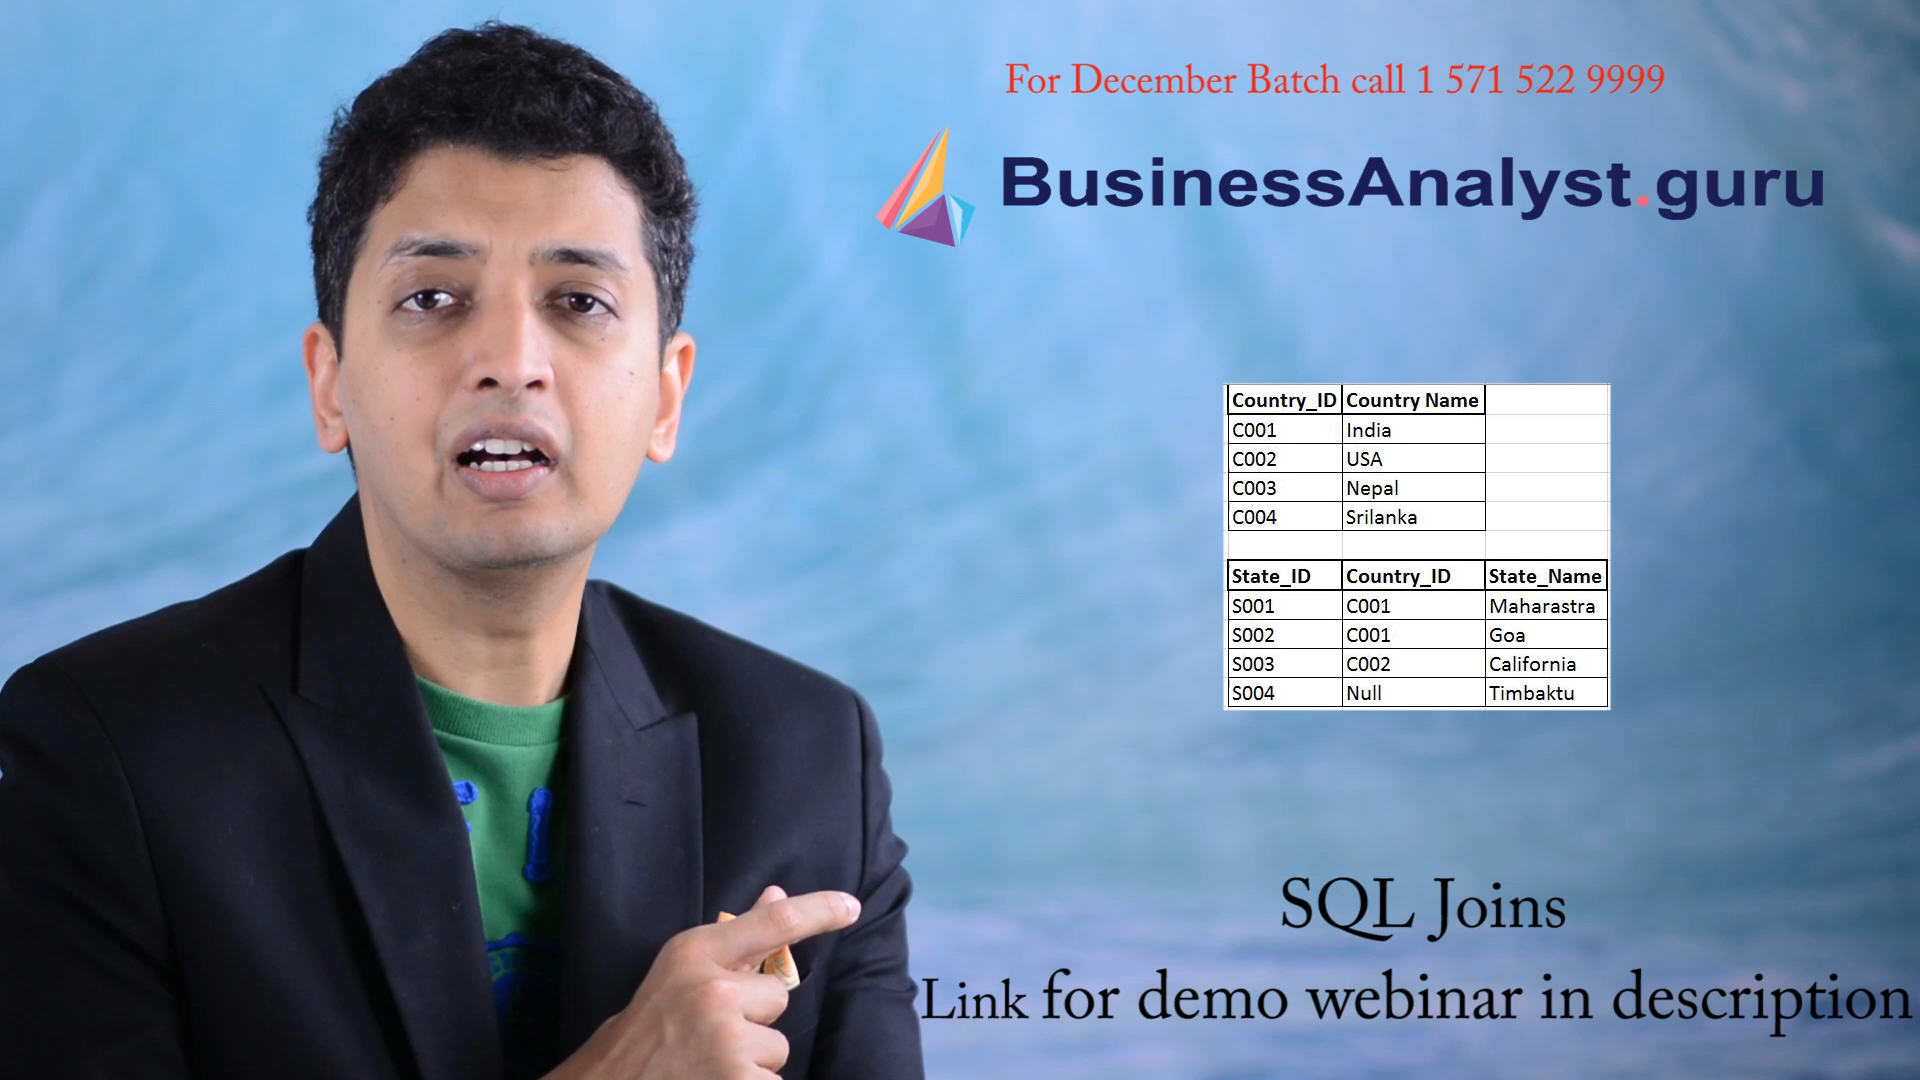 For December Batch call 1 571 522 9999
BusinessAnalyst.guru
Country_ID Country Name
C001 India
C002 USA
C003 Nepal
C004 Srilanka
State_ID Country_ID State_Name
S001 C001 Maharastra
S002 C001 Goa
S003 C002 California
S004 Null Timbaktu
SQL Joins
Link for demo webinar in description